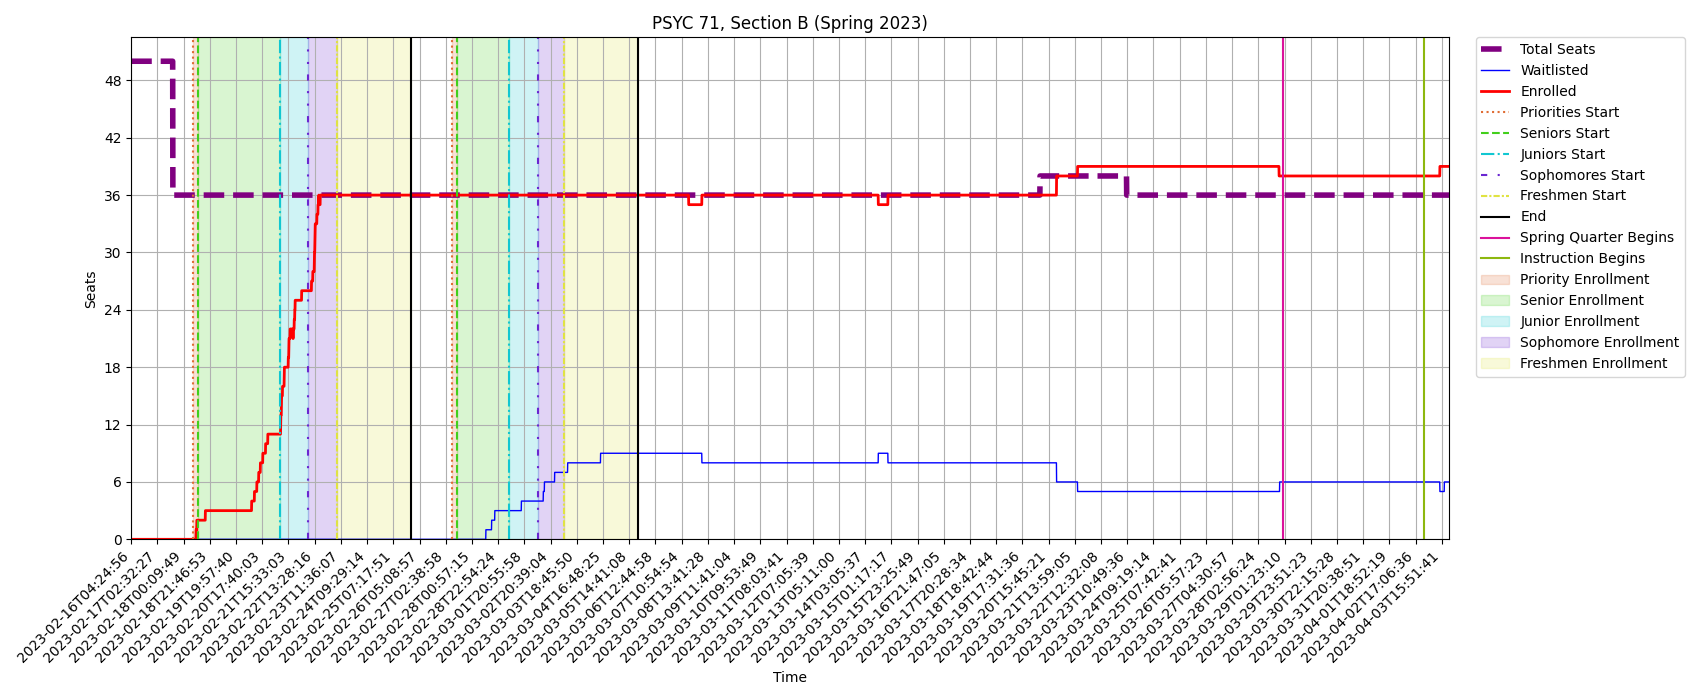 PSYC 71, Section B (Spring 2023)
Seats
48
42
36
30
24
18
12
6
0
2023-02-16T04:24:56
2023-02-17T02:32:27
2023-02-18T00:09:49
2023-02-18T21:46:53
2023-02-19T19:57:40
2023-02-20T17:40:03
2023-02-21T15:33:03
2023-02-22T13:28:16
2023-02-23T11:36:07
2023-02-24T09:29:14
2023-02-25T07:17:51
2023-02-26T05:08:57
2023-02-27T02:38:58
2023-02-28T00:57:15
2023-02-28T22:54:24
2023-03-01T20:55:58
2023-03-02T20:39:04
2023-03-03T18:45:50
2023-03-04T16:48:25
2023-03-05T14:41:08
2023-03-06T12:44:58
2023-03-07T10:54:54
2023-03-08T13:41:28
2023-03-09T11:41:04
2023-03-10T09:53:49
2023-03-11T08:03:41
2023-03-12T07:05:39
2023-03-13T05:11:00
2023-03-14T03:05:37
2023-03-15T01:17:17
2023-03-15T23:25:49
2023-03-16T21:47:05
2023-03-17T20:28:34
2023-03-18T18:42:44
2023-03-19T17:31:36
2023-03-20T15:45:21
2023-03-21T13:59:05
2023-03-22T12:32:08
2023-03-23T10:49:36
2023-03-24T09:19:14
2023-03-25T07:42:41
2023-03-26T05:57:23
2023-03-27T04:30:57
2023-03-28T02:56:24
2023-03-29T01:23:10
2023-03-29T23:51:23
2023-03-30T22:15:28
2023-03-31T20:38:51
2023-04-01T18:52:19
2023-04-02T17:06:36
2023-04-03T15:51:41
Time
Total Seats
Waitlisted
Enrolled
Priorities Start
Seniors Start
Juniors Start
Sophomores Start
Freshmen Start
End
Spring Quarter Begins
Instruction Begins
Priority Enrollment
Senior Enrollment
Junior Enrollment
Sophomore Enrollment
Freshmen Enrollment